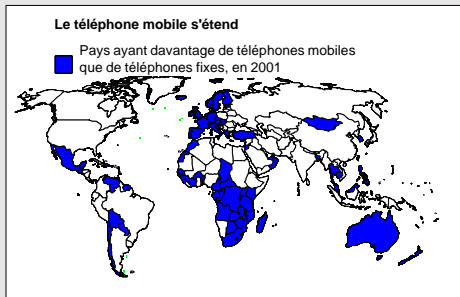 Le téléphone mobile s'étend
Pays ayant davantage de téléphones mobiles
que de téléphones fixes, en 2001